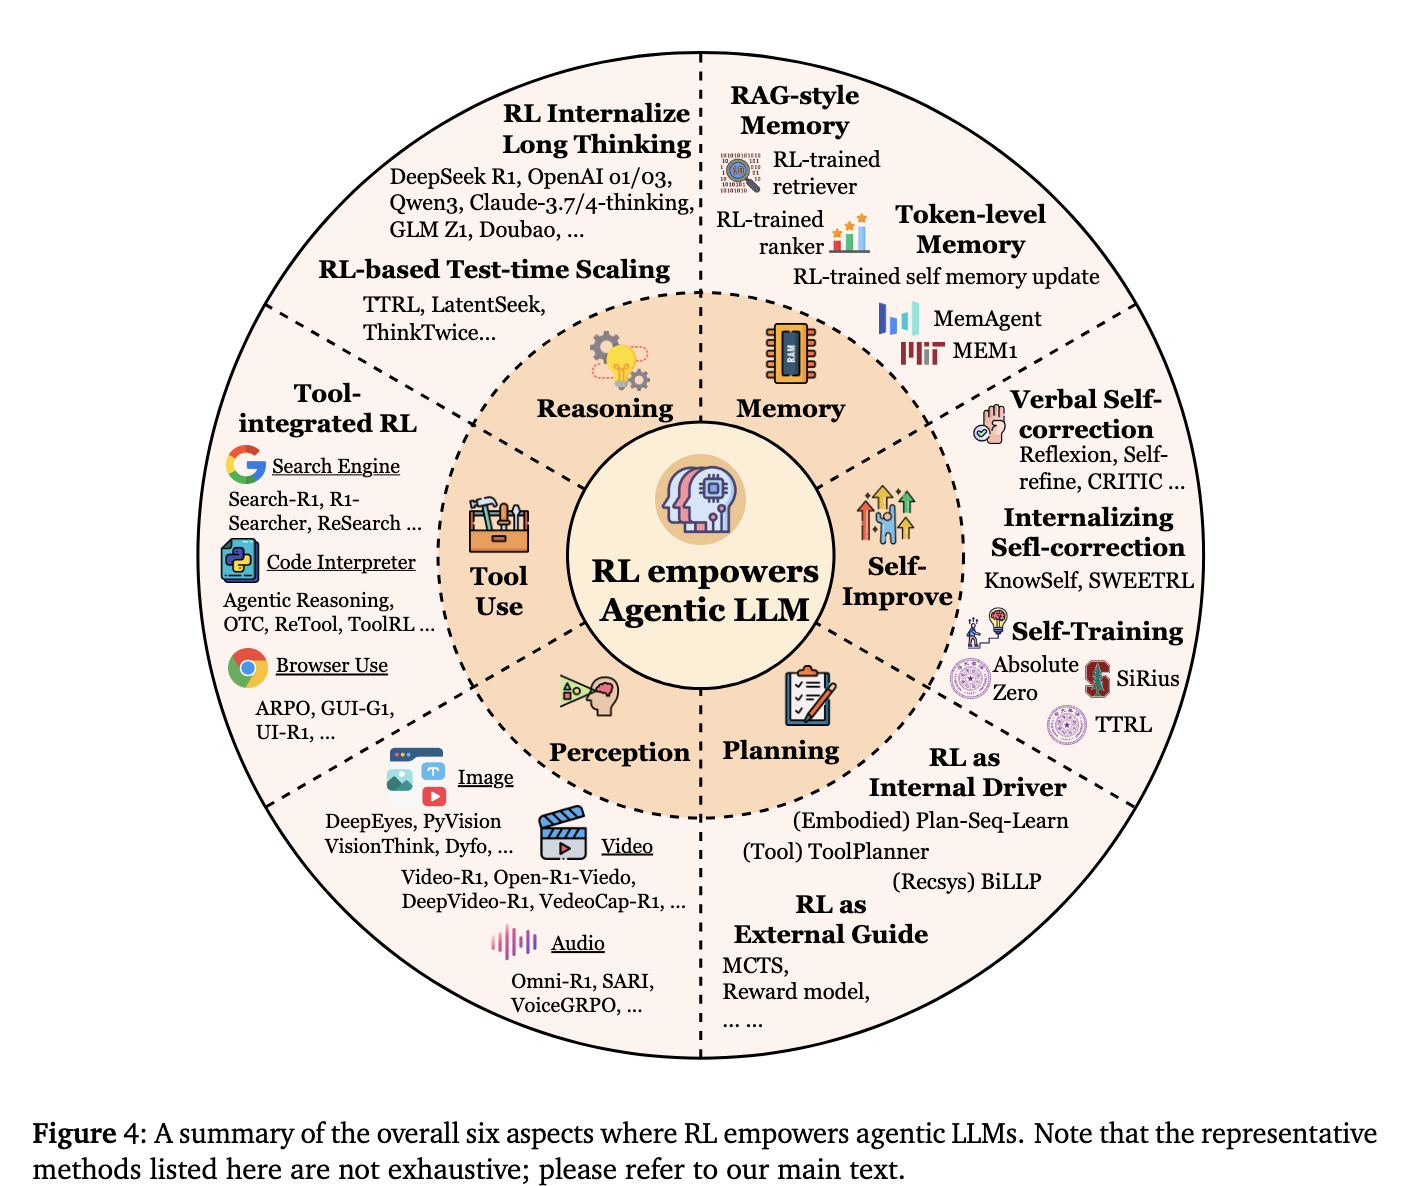 RL Internalize
Long Thinking
DeepSeek R1, OpenAI o1/o3,
Qwen3, Claude-3.7/4-thinking,
GLM Z1, Doubao, ...
RL-based Test-time Scaling
TTRL, LatentSeek,
ThinkTwice...
Reasoning
RAG-style
Memory
RL-trained
retriever
RL-trained
ranker
Token-level
Memory
RL-trained self memory update
MemAgent
MIT
MEM1
RAM
Memory
Verbal Self-
correction
Reflexion, Self-
refine, CRITIC ...
Internalizing
Sefl-correction
KnowSelf, SWEETRL
Self-Training
Absolute
Zero
SiRius
TTRL
Self-
Improve
RL as
Internal Driver
(Embodied) Plan-Seq-Learn
(Tool) ToolPlanner
(Recsys) BiLLP
RL as
External Guide
MCTS,
Reward model,
... ...
Planning
Perception
Image
DeepEyes, PyVision
VisionThink, Dyfo, ...
Video
Video-R1, Open-R1-Viedo,
DeepVideo-R1, VedeoCap-R1, ...
Audio
Omni-R1, SARI,
VoiceGRPO, ...
Tool-
integrated RL
Search Engine
Search-R1, R1-
Searcher, ReSearch ...
Code Interpreter
Agentic Reasoning,
OTC, ReTool, ToolRL ...
Browser Use
ARPO, GUI-G1,
UI-R1, ...
Tool
Use
RL empowers
Agentic LLM
Figure 4: A summary of the overall six aspects where RL empowers agentic LLMs. Note that the representative
methods listed here are not exhaustive; please refer to our main text.